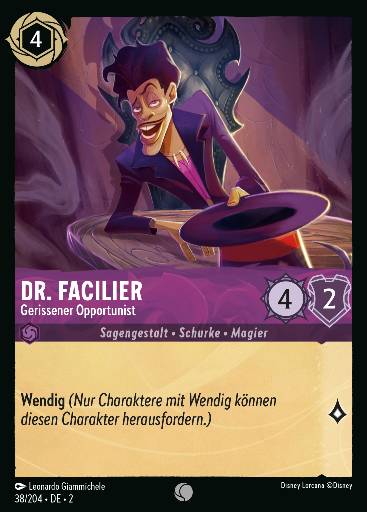 4
DR. FACILIER
Gerissener Opportunist
4
2
Sagengestalt • Schurke • Magier
Wendig (Nur Charaktere mit Wendig können
diesen Charakter herausfordern.)
Leonardo Giammichele
38/204 • DE • 2
Disney Lorcana ©Disney